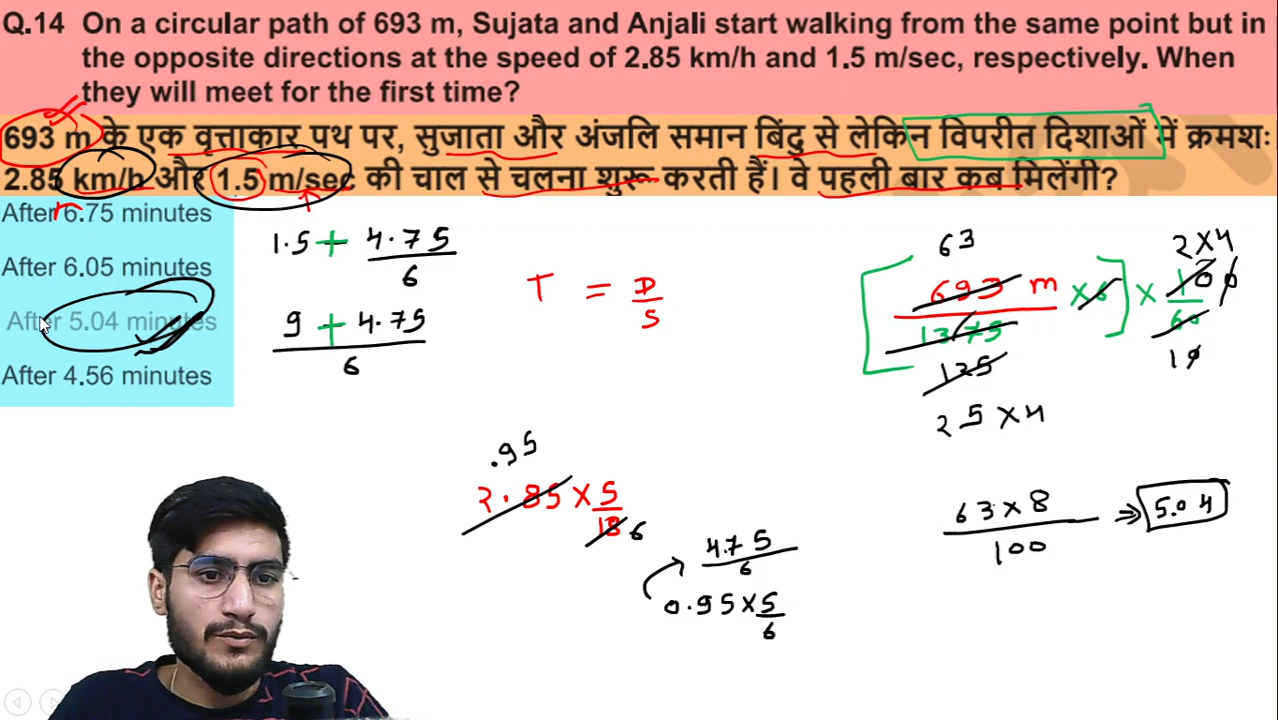 Q.14 On a circular path of 693 m, Sujata and Anjali start walking from the same point but in
the opposite directions at the speed of 2.85 km/h and 1.5 m/sec, respectively. When
they will meet for the first time?
693 m के एक वृत्ताकार पथ पर, सुजाता और अंजलि समान बिंदु से लेकिन विपरीत दिशाओं में क्रमशः
2.85 km/h और 1.5 m/sec की चाल से चलना शुरू करती हैं। वे पहली बार कब मिलेंगी?
After 6.75 minutes
After 6.05 minutes
After 5.04 minutes
After 4.56 minutes
1.5 + 4.75
6
9 + 4.75
6
T = D
S
63
2×4
[693 m ×6] × 100
1375
60
125
10
25×4
.95
2.85×5
18 6
4.75
6
0.95×5
6
63×8 ⇒ 5.04
100